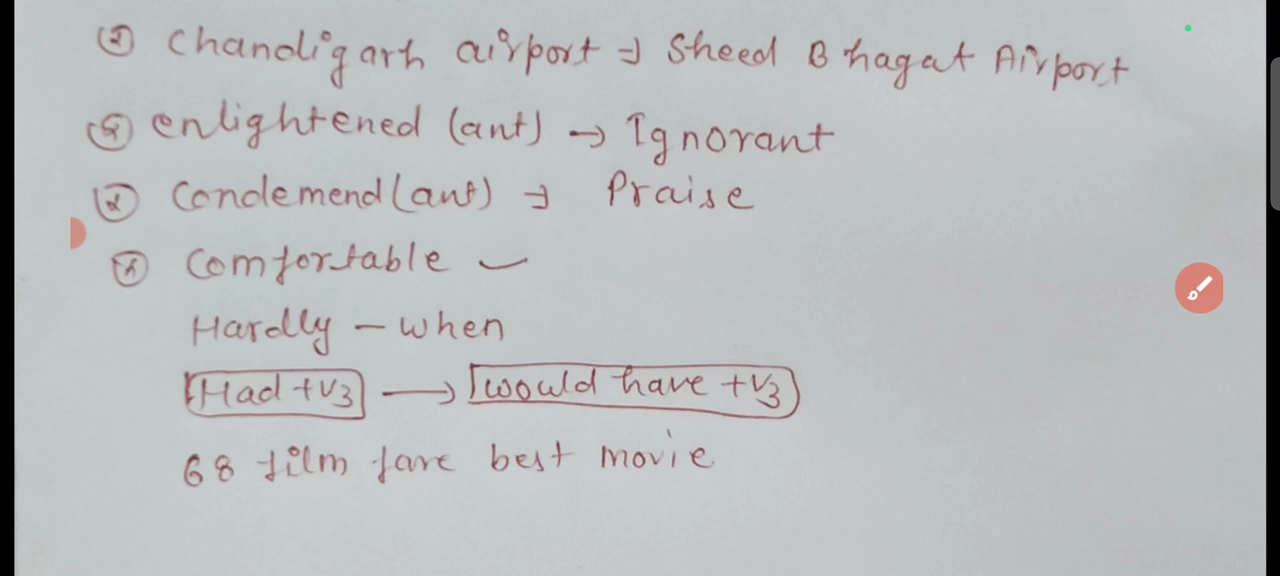 Chandigarh airport → Sheed Bhagat Airport
enlightened (ant) → Ignorant
Condemend (ant) → Praise
Comfortable –
Hardly – when
Had + V3 → would have + V3
68 film fare best movie